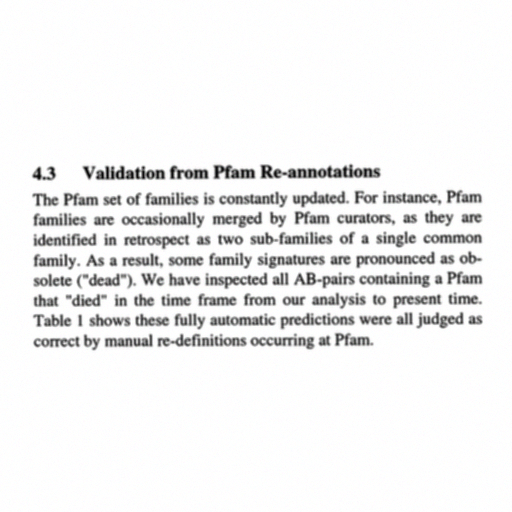 4.3 Validation from Pfam Re-annotations
The Pfam set of families is constantly updated. For instance, Pfam
families are occasionally merged by Pfam curators, as they are
identified in retrospect as two sub-families of a single common
family. As a result, some family signatures are pronounced as ob-
solete ("dead"). We have inspected all AB-pairs containing a Pfam
that "died" in the time frame from our analysis to present time.
Table 1 shows these fully automatic predictions were all judged as
correct by manual re-definitions occurring at Pfam.